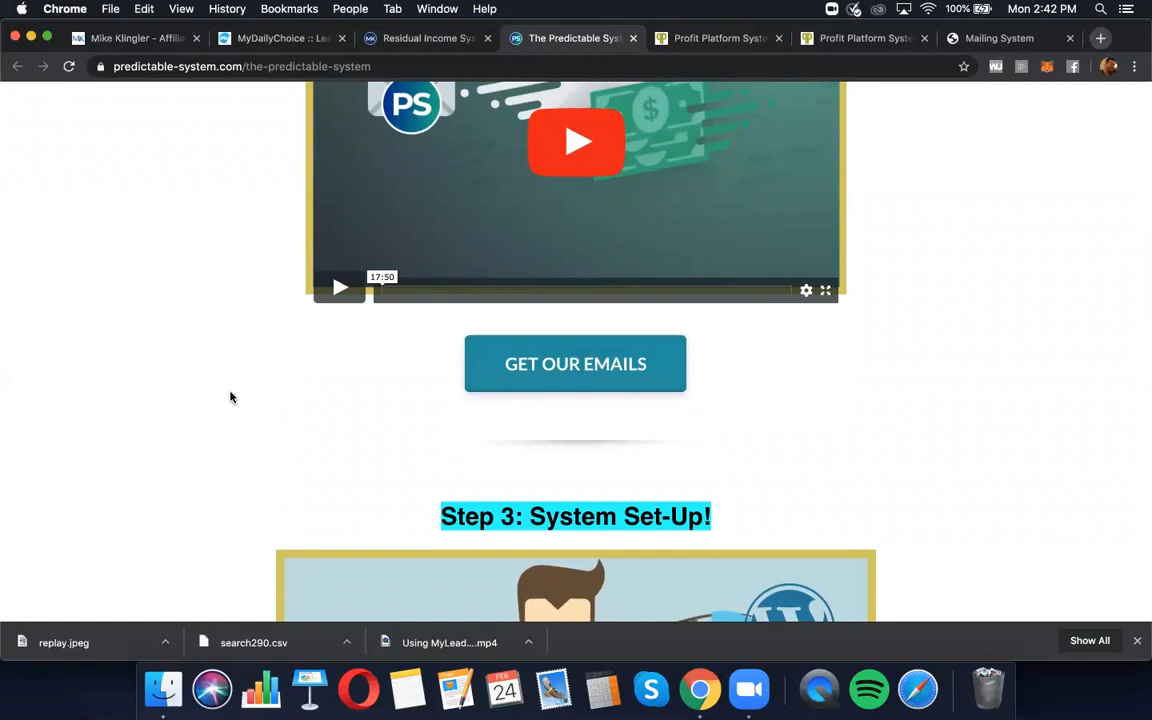 Chrome File Edit View History Bookmarks People Tab Window Help 100% Mon 2:42 PM
Mike Klingler - Affilia MyDailyChoice :: Le Residual Income Sys The Predictable Syst Profit Platform Syste Profit Platform Syste Mailing System
predictable-system.com/the-predictable-system
PS
$
17:50
GET OUR EMAILS
Step 3: System Set-Up!
replay.jpeg search290.csv Using MyLead....mp4 Show All
FEB
24